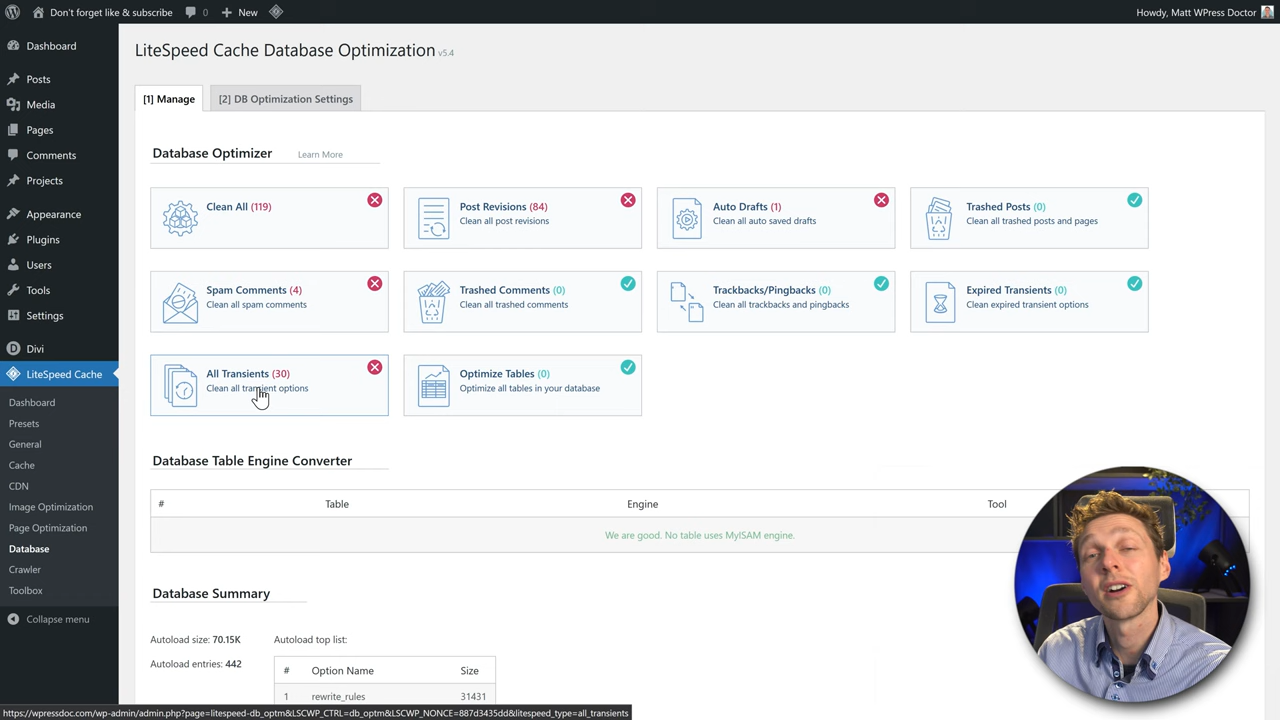 Don't forget like & subscribe
0
New
Howdy, Matt WPress Doctor
Dashboard
Posts
Media
Pages
Comments
Projects
Appearance
Plugins
Users
Tools
Settings
Divi
LiteSpeed Cache
Dashboard
Presets
General
Cache
CDN
Image Optimization
Page Optimization
Database
Crawler
Toolbox
Collapse menu
LiteSpeed Cache Database Optimization v5.4
[1] Manage
[2] DB Optimization Settings
Database Optimizer
Learn More
Clean All (119)
Post Revisions (84)
Clean all post revisions
Auto Drafts (1)
Clean all auto saved drafts
Trashed Posts (0)
Clean all trashed posts and pages
Spam Comments (4)
Clean all spam comments
Trashed Comments (0)
Clean all trashed comments
Trackbacks/Pingbacks (0)
Clean all trackbacks and pingbacks
Expired Transients (0)
Clean expired transient options
All Transients (30)
Clean all transient options
Optimize Tables (0)
Optimize all tables in your database
Database Table Engine Converter
# Table Engine Tool
We are good. No table uses MyISAM engine.
Database Summary
Autoload size: 70.15K
Autoload entries: 442
Autoload top list:
# Option Name Size
1 rewrite_rules 31431
https://wpressdoc.com/wp-admin/admin.php?page=litespeed-db_optm&LSCWP_CTRL=db_optm&LSCWP_NONCE=887d3435dd&litespeed_type=all_transients